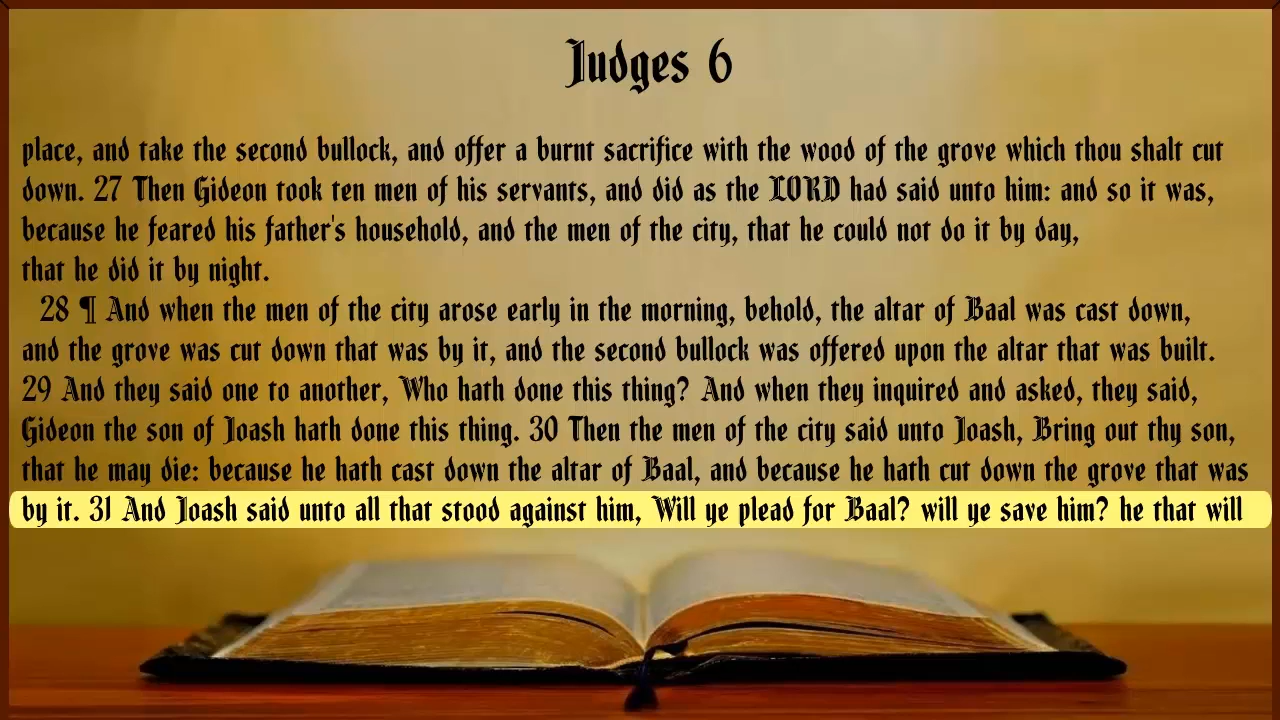 Judges 6
place, and take the second bullock, and offer a burnt sacrifice with the wood of the grove which thou shalt cut
down. 27 Then Gideon took ten men of his servants, and did as the LORD had said unto him: and so it was,
because he feared his father's household, and the men of the city, that he could not do it by day,
that he did it by night.
28 ¶ And when the men of the city arose early in the morning, behold, the altar of Baal was cast down,
and the grove was cut down that was by it, and the second bullock was offered upon the altar that was built.
29 And they said one to another, Who hath done this thing? And when they inquired and asked, they said,
Gideon the son of Joash hath done this thing. 30 Then the men of the city said unto Joash, Bring out thy son,
that he may die: because he hath cast down the altar of Baal, and because he hath cut down the grove that was
by it. 31 And Joash said unto all that stood against him, Will ye plead for Baal? will ye save him? he that will